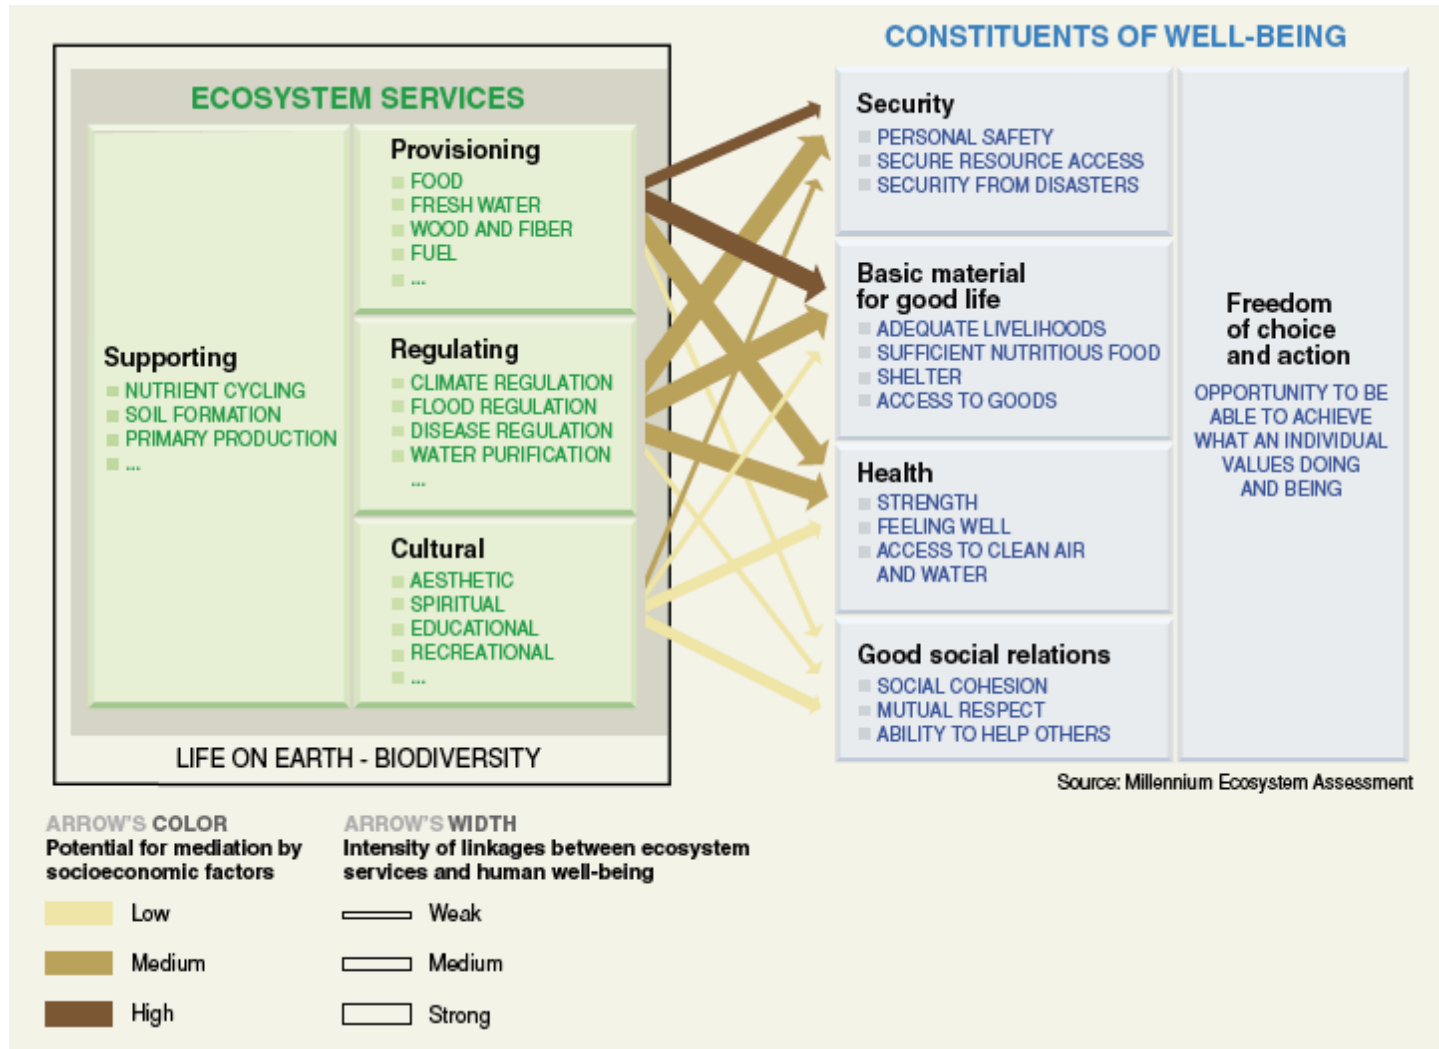 CONSTITUENTS OF WELL-BEING
ECOSYSTEM SERVICES
Supporting
NUTRIENT CYCLING
SOIL FORMATION
PRIMARY PRODUCTION
...
Provisioning
FOOD
FRESH WATER
WOOD AND FIBER
FUEL
...
Regulating
CLIMATE REGULATION
FLOOD REGULATION
DISEASE REGULATION
WATER PURIFICATION
...
Cultural
AESTHETIC
SPIRITUAL
EDUCATIONAL
RECREATIONAL
...
LIFE ON EARTH - BIODIVERSITY
Security
PERSONAL SAFETY
SECURE RESOURCE ACCESS
SECURITY FROM DISASTERS
Basic material
for good life
ADEQUATE LIVELIHOODS
SUFFICIENT NUTRITIOUS FOOD
SHELTER
ACCESS TO GOODS
Health
STRENGTH
FEELING WELL
ACCESS TO CLEAN AIR
AND WATER
Good social relations
SOCIAL COHESION
MUTUAL RESPECT
ABILITY TO HELP OTHERS
Freedom
of choice
and action
OPPORTUNITY TO BE
ABLE TO ACHIEVE
WHAT AN INDIVIDUAL
VALUES DOING
AND BEING
Source: Millennium Ecosystem Assessment
ARROW'S COLOR
Potential for mediation by
socioeconomic factors
Low
Medium
High
ARROW'S WIDTH
Intensity of linkages between ecosystem
services and human well-being
Weak
Medium
Strong